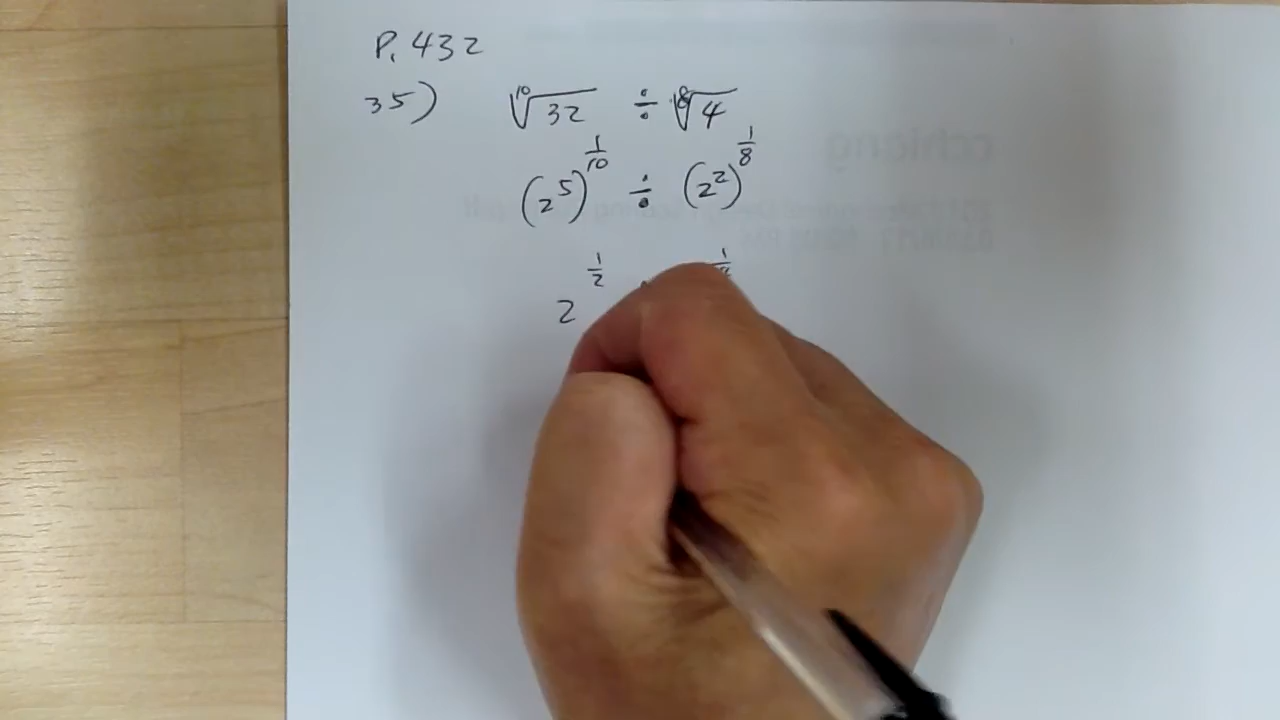 P. 432
35) ¹⁰√32 ÷ ⁸√4
(2⁵)^(1/10) ÷ (2²)^(1/8)
2^(1/2)